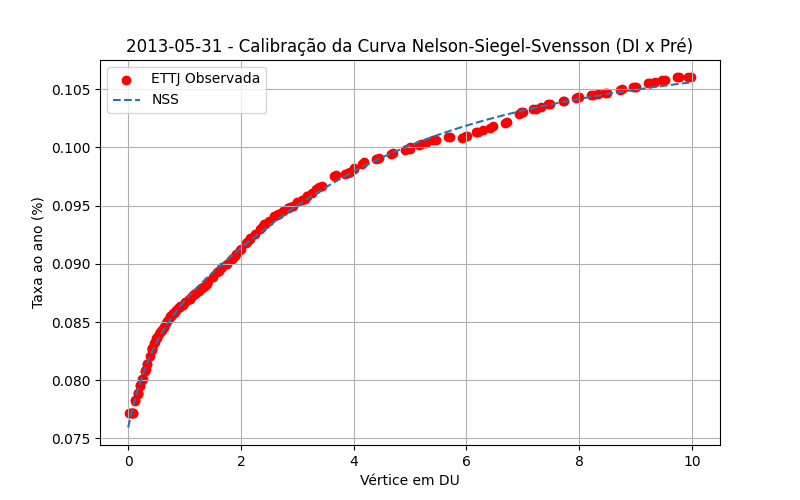 2013-05-31 - Calibração da Curva Nelson-Siegel-Svensson (DI x Pré)
ETTJ Observada
NSS
Taxa ao ano (%)
0.105
0.100
0.095
0.090
0.085
0.080
0.075
0
2
4
6
8
10
Vértice em DU